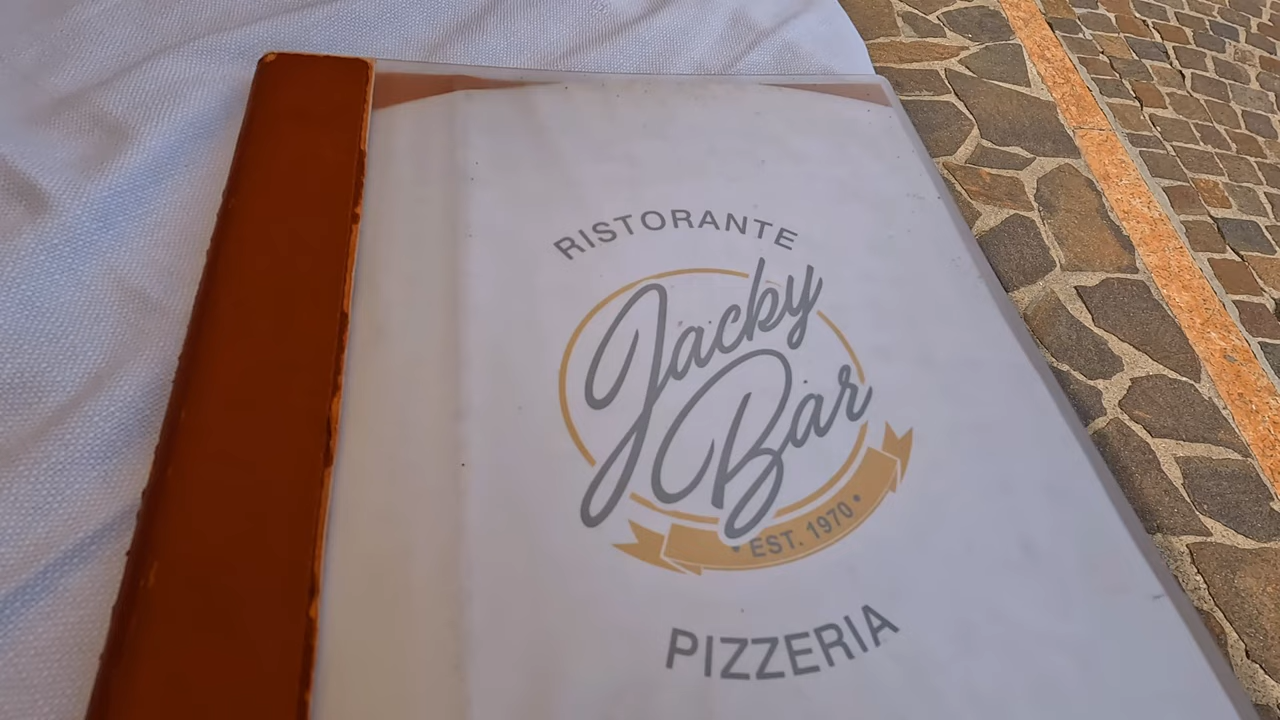 RISTORANTE
Jacky
Bar
• EST. 1970 •
PIZZERIA